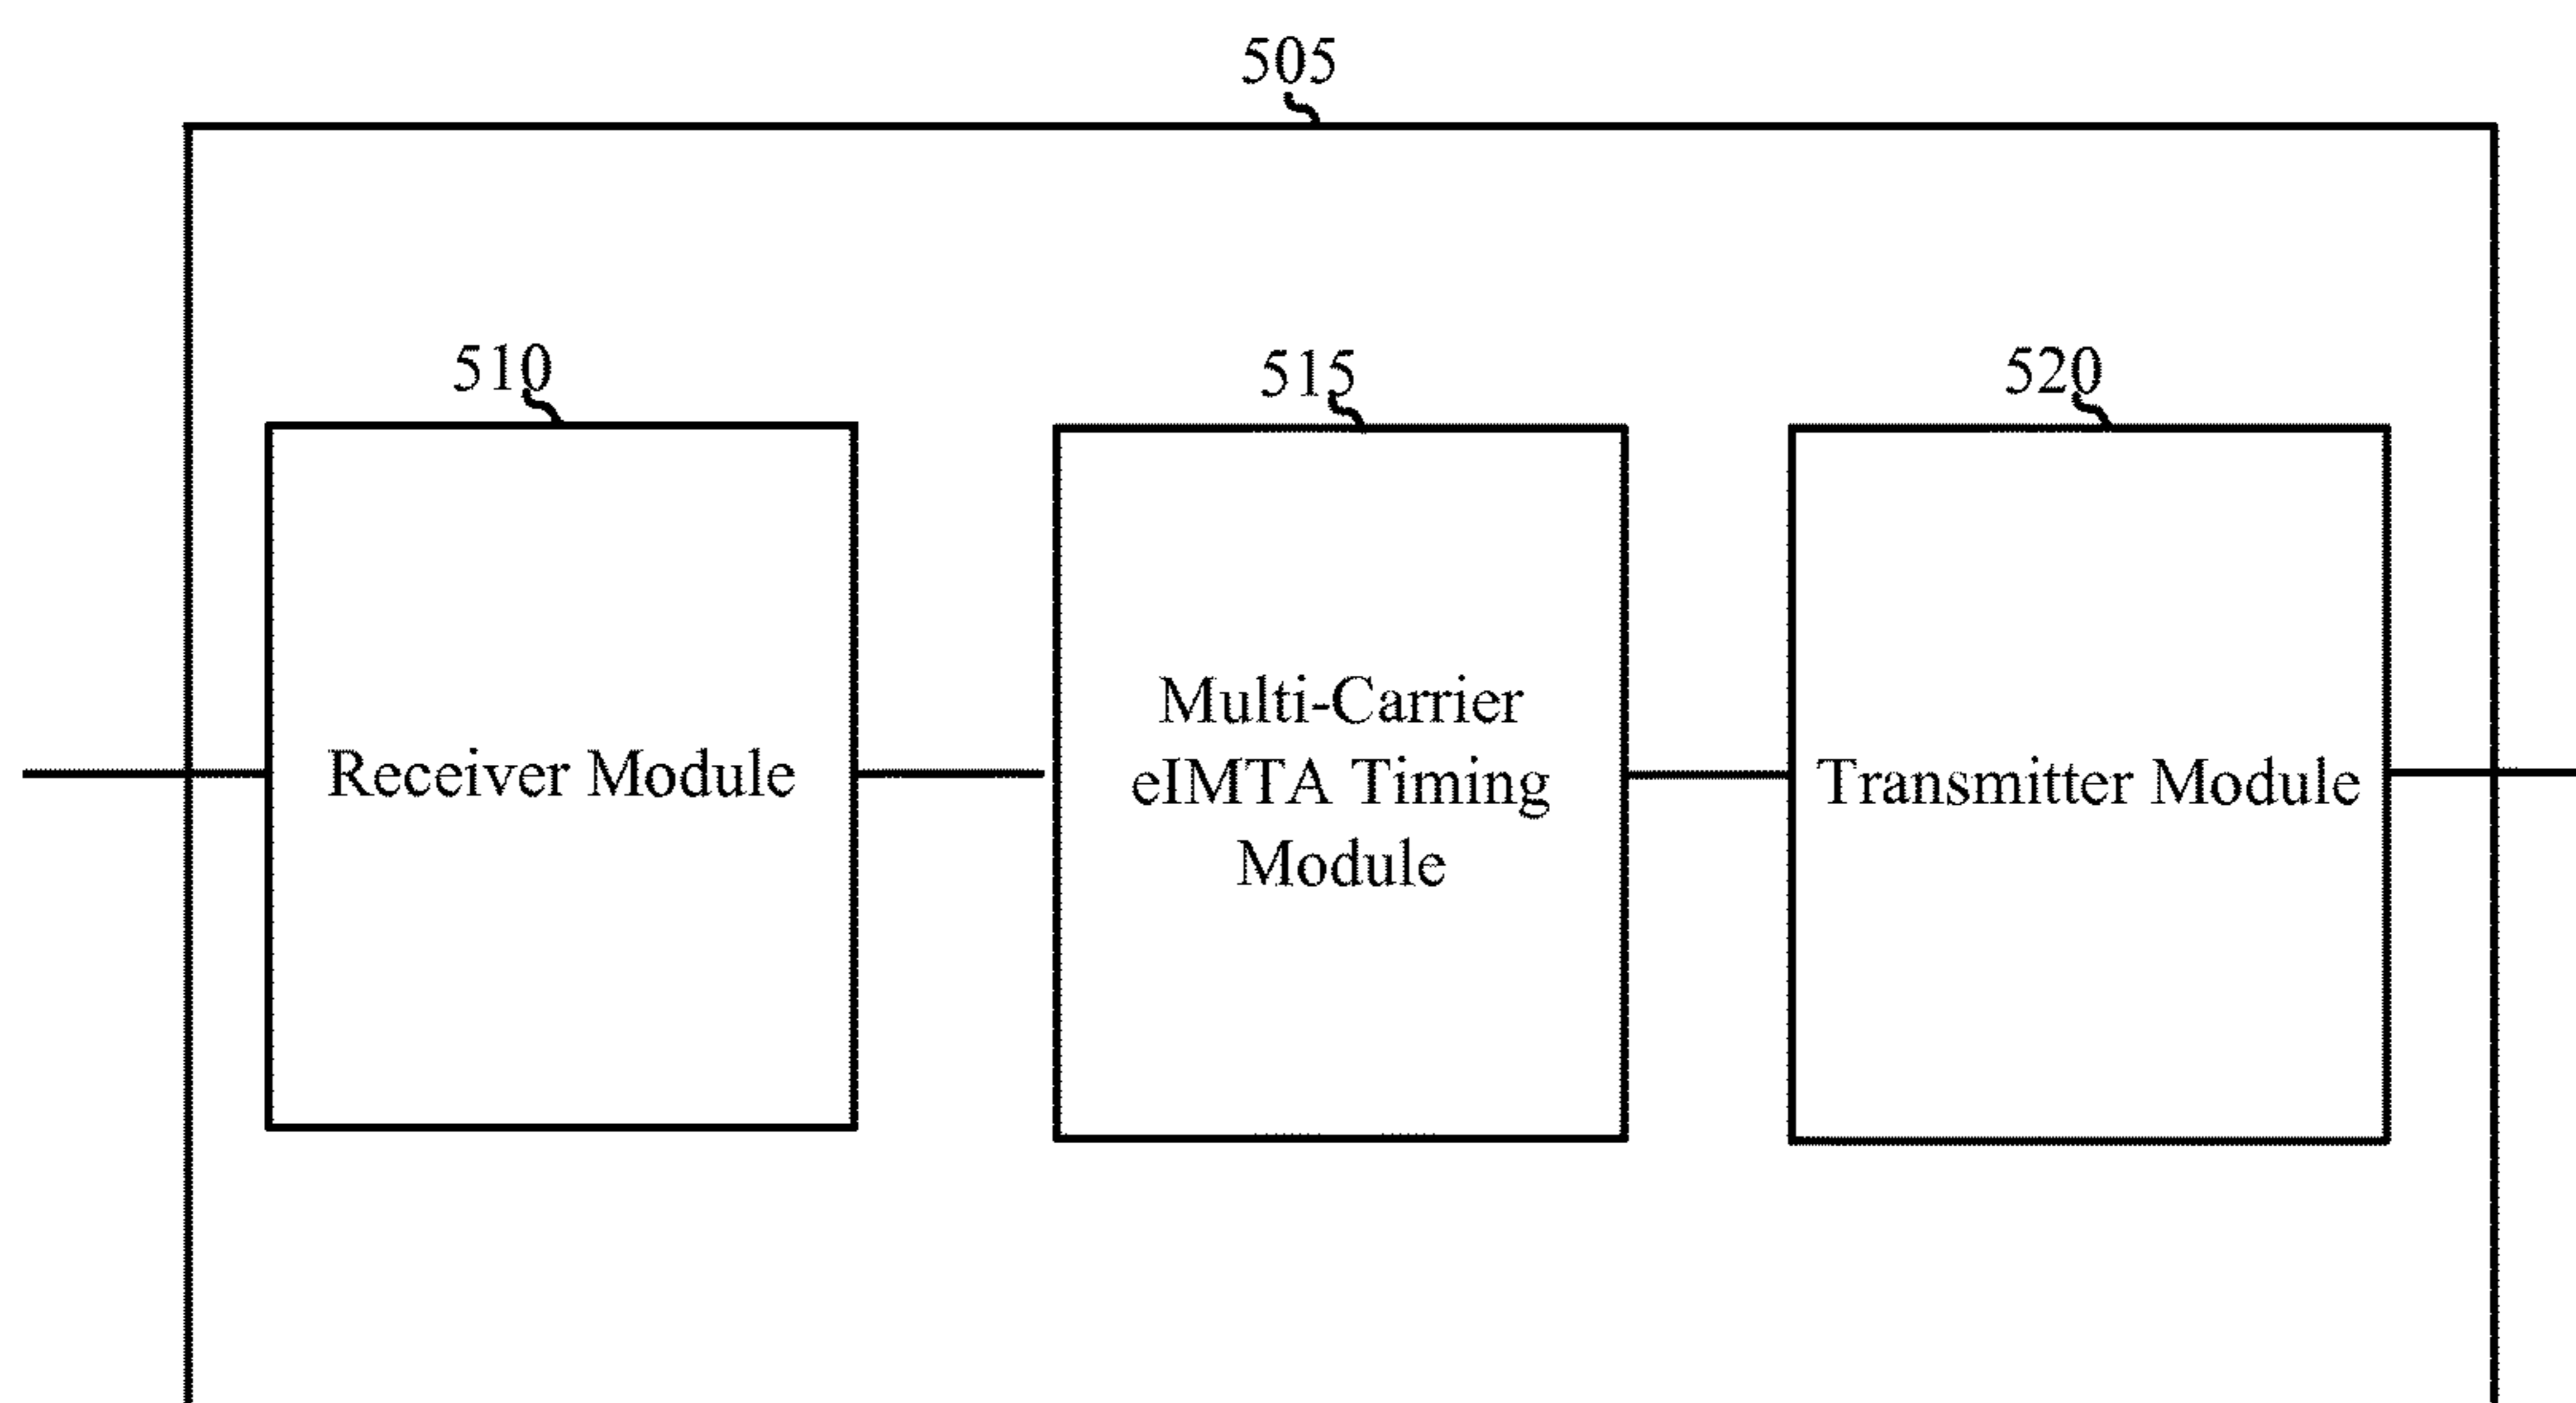 505
510
515
520
Receiver Module
Multi-Carrier
eIMTA Timing
Module
Transmitter Module